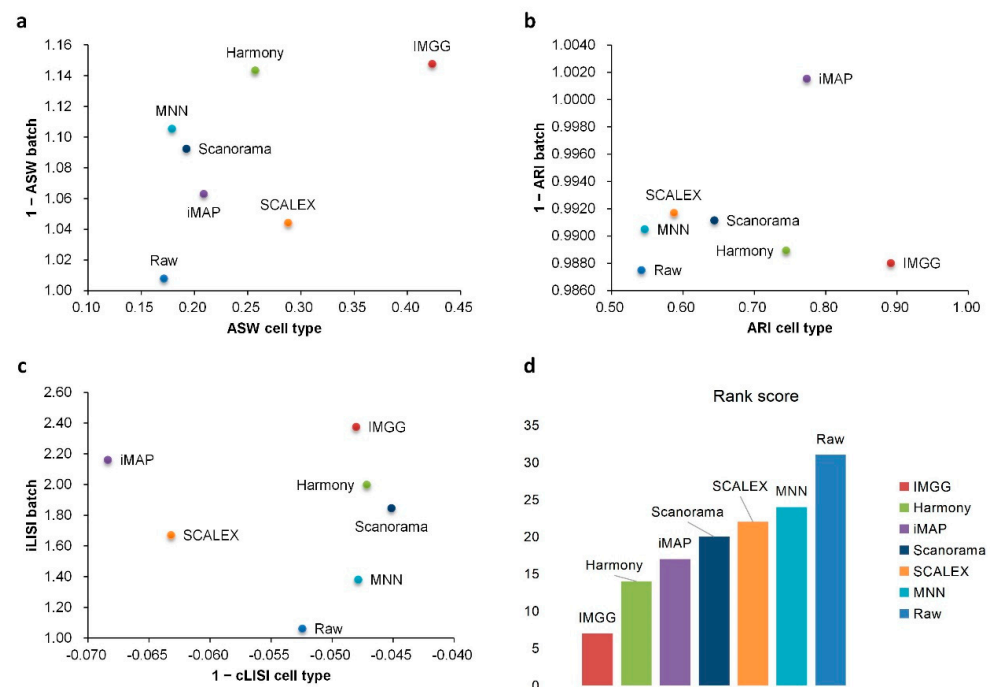 a
1.16
1.14
1.12
1.10
1.08
1.06
1.04
1.02
1.00
1 − ASW batch
IMGG
Harmony
MNN
Scanorama
iMAP
SCALEX
Raw
0.10 0.15 0.20 0.25 0.30 0.35 0.40 0.45
ASW cell type
b
1.0040
1.0020
1.0000
0.9980
0.9960
0.9940
0.9920
0.9900
0.9880
0.9860
1 − ARI batch
iMAP
SCALEX
Scanorama
MNN
Harmony
IMGG
Raw
0.50 0.60 0.70 0.80 0.90 1.00
ARI cell type
c
2.60
2.40
2.20
2.00
1.80
1.60
1.40
1.20
1.00
iLISI batch
IMGG
iMAP
Harmony
Scanorama
SCALEX
MNN
Raw
-0.070 -0.065 -0.060 -0.055 -0.050 -0.045 -0.040
1 − cLISI cell type
d
Rank score
35
30
25
20
15
10
5
0
IMGG
Harmony
iMAP
Scanorama
SCALEX
MNN
Raw
IMGG
Harmony
iMAP
Scanorama
SCALEX
MNN
Raw